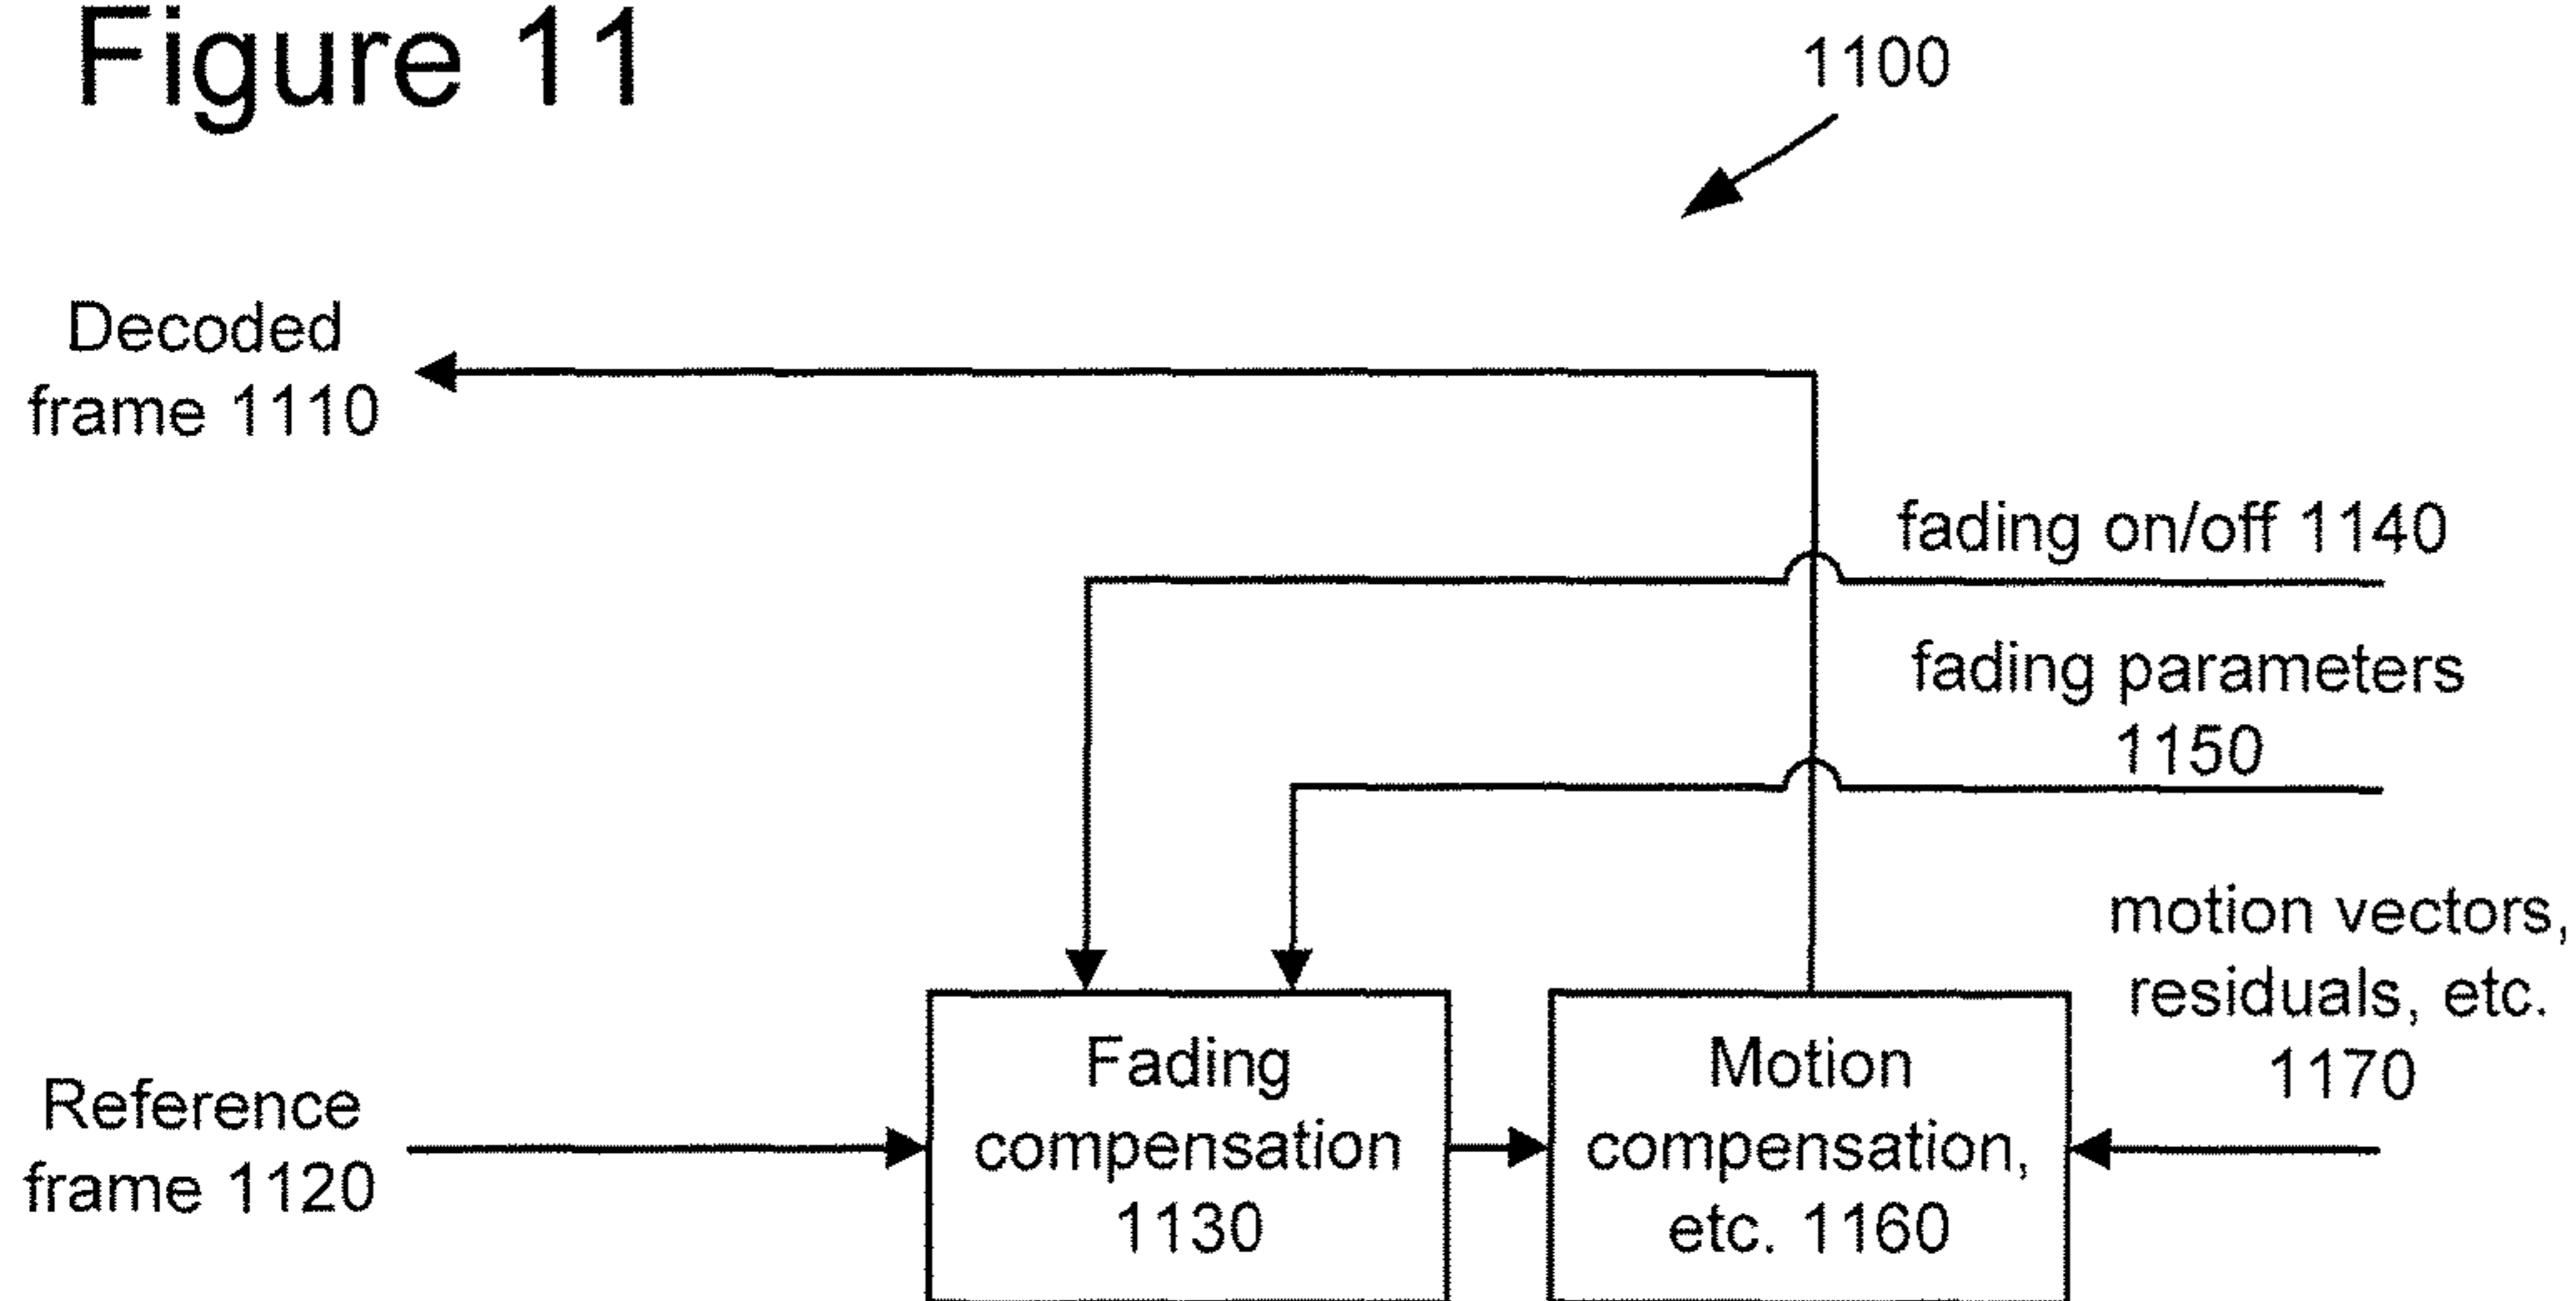 Figure 11
1100
Decoded
frame 1110
fading on/off 1140
fading parameters
1150
motion vectors,
residuals, etc.
1170
Reference
frame 1120
Fading
compensation
1130
Motion
compensation,
etc. 1160